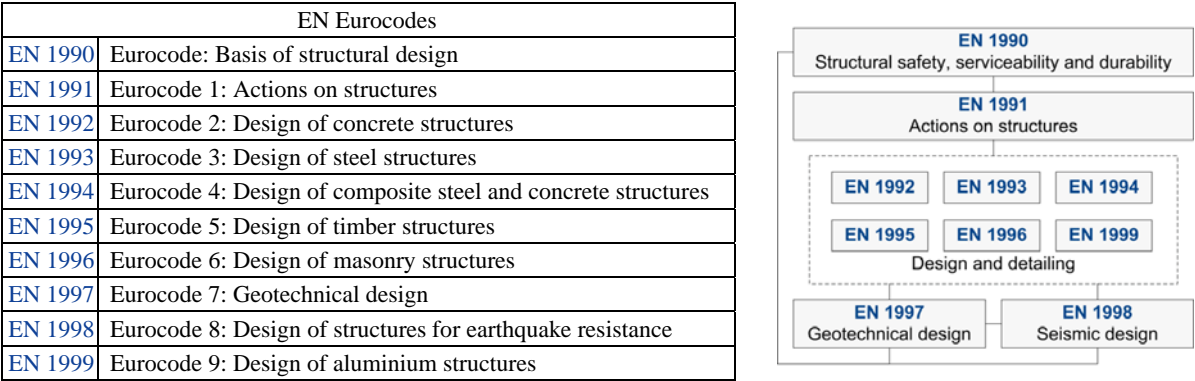 EN Eurocodes
EN 1990 Eurocode: Basis of structural design
EN 1991 Eurocode 1: Actions on structures
EN 1992 Eurocode 2: Design of concrete structures
EN 1993 Eurocode 3: Design of steel structures
EN 1994 Eurocode 4: Design of composite steel and concrete structures
EN 1995 Eurocode 5: Design of timber structures
EN 1996 Eurocode 6: Design of masonry structures
EN 1997 Eurocode 7: Geotechnical design
EN 1998 Eurocode 8: Design of structures for earthquake resistance
EN 1999 Eurocode 9: Design of aluminium structures
EN 1990
Structural safety, serviceability and durability
EN 1991
Actions on structures
EN 1992 EN 1993 EN 1994
EN 1995 EN 1996 EN 1999
Design and detailing
EN 1997
Geotechnical design
EN 1998
Seismic design